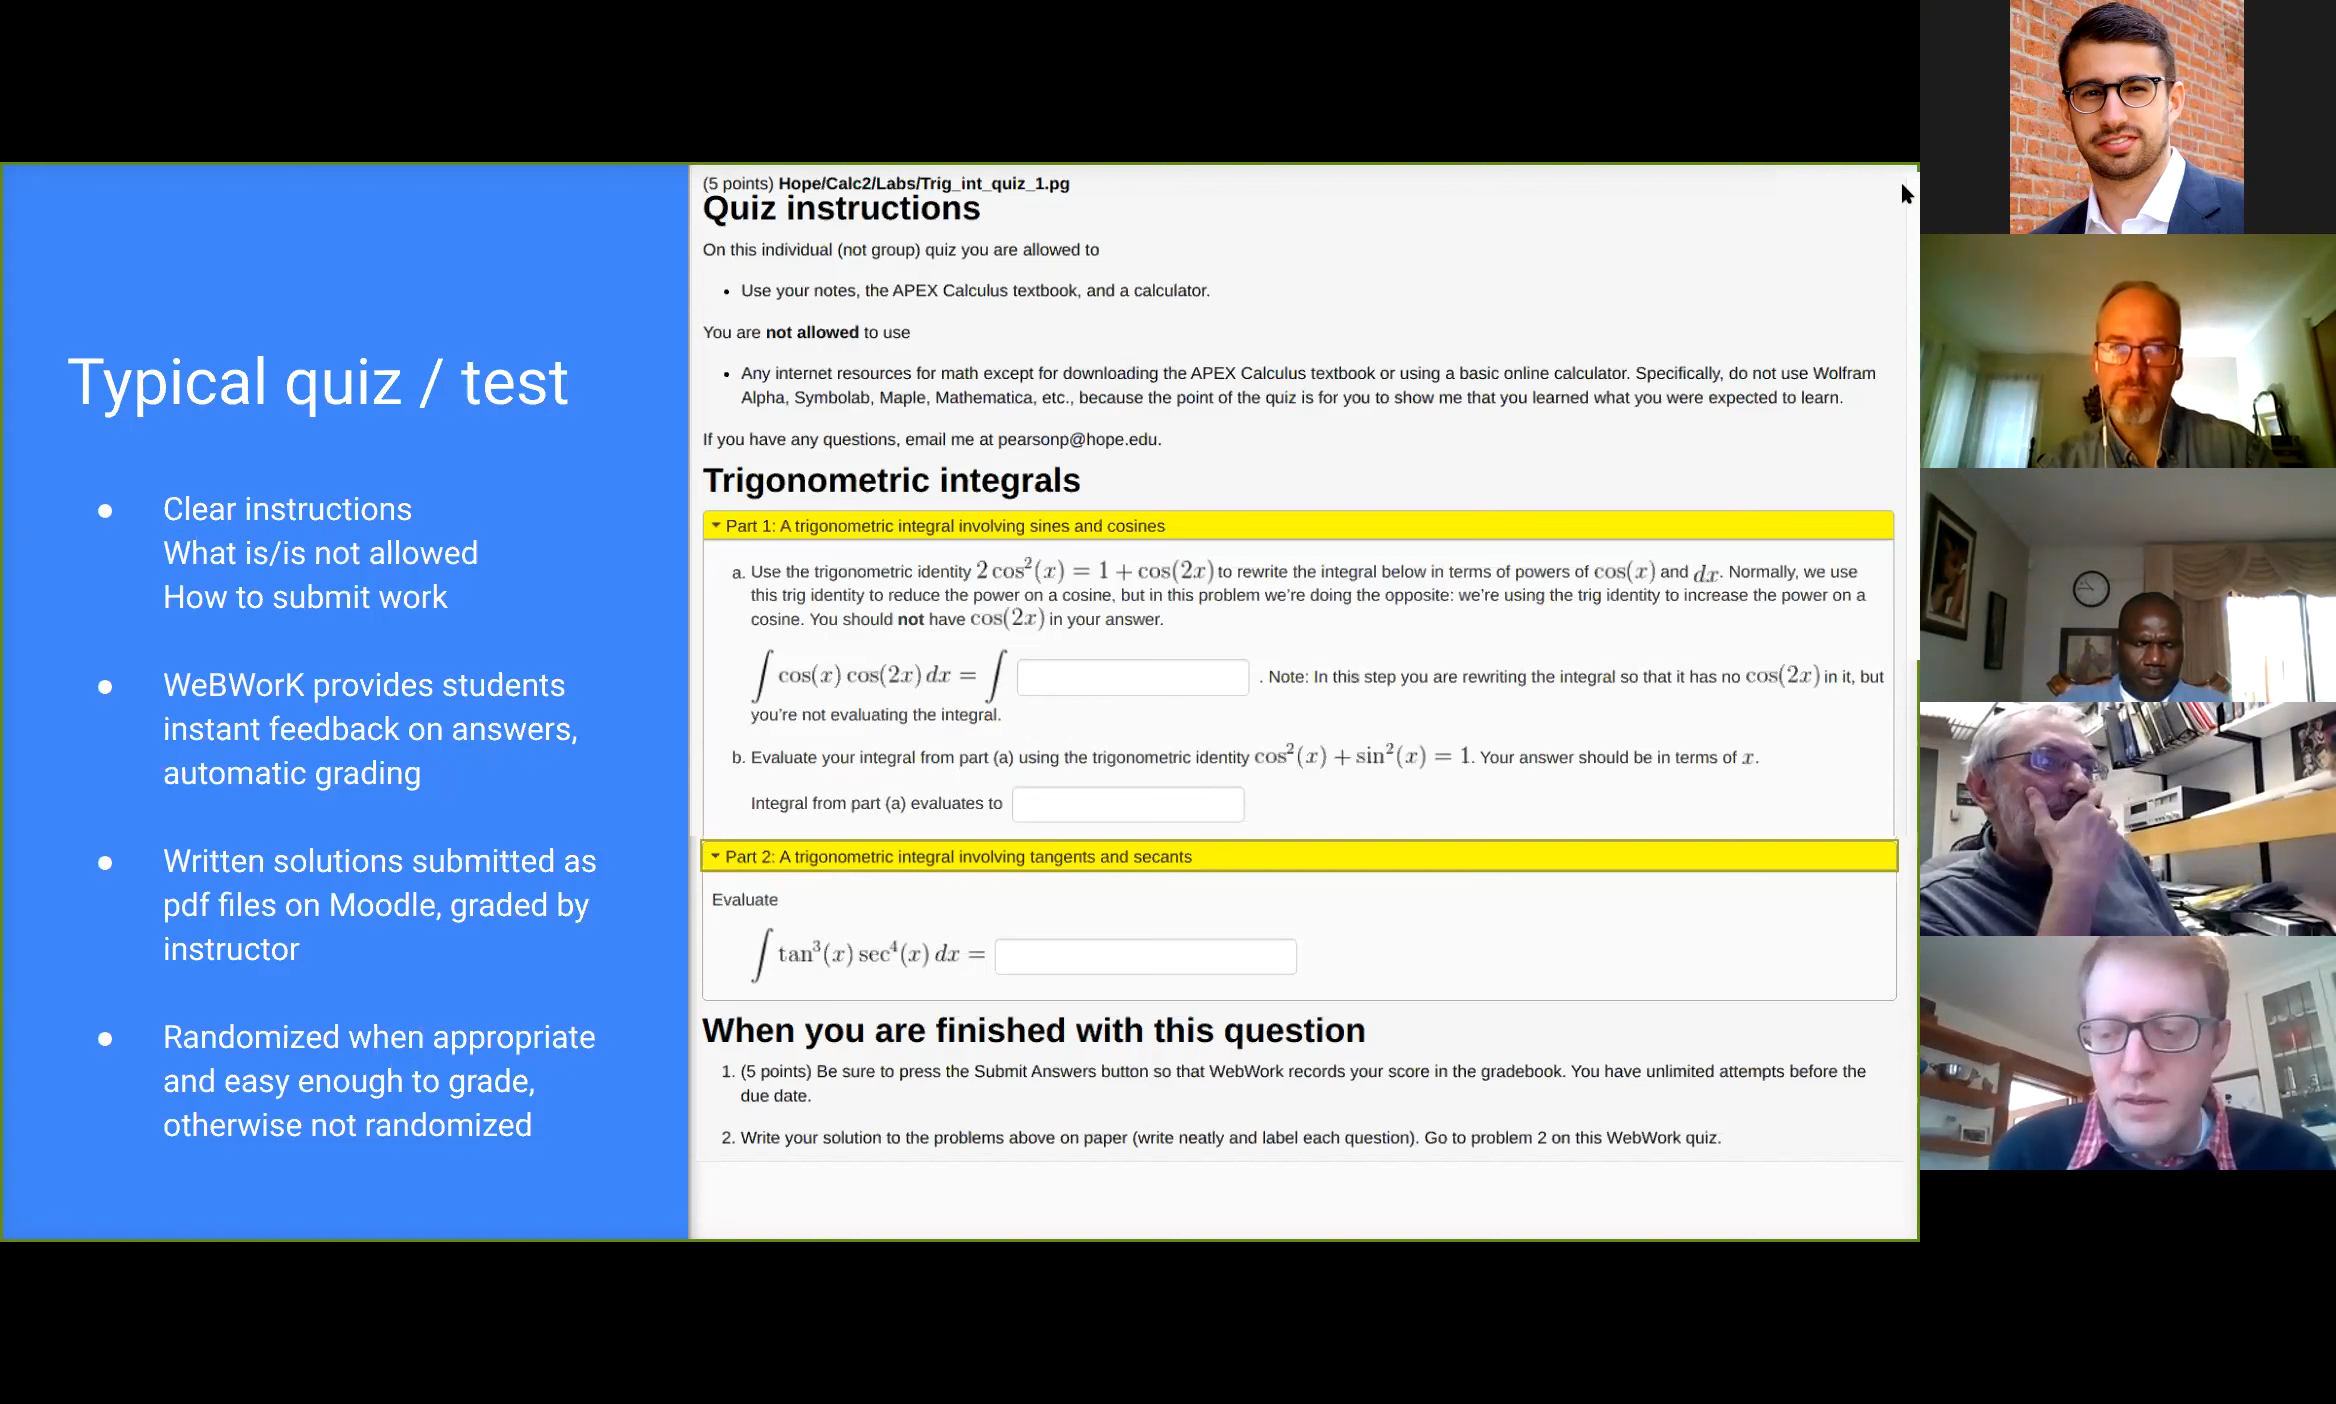 Typical quiz / test
● Clear instructions
What is/is not allowed
How to submit work
● WeBWorK provides students
instant feedback on answers,
automatic grading
● Written solutions submitted as
pdf files on Moodle, graded by
instructor
● Randomized when appropriate
and easy enough to grade,
otherwise not randomized
(5 points) Hope/Calc2/Labs/Trig_int_quiz_1.pg
Quiz instructions
On this individual (not group) quiz you are allowed to
• Use your notes, the APEX Calculus textbook, and a calculator.
You are not allowed to use
• Any internet resources for math except for downloading the APEX Calculus textbook or using a basic online calculator. Specifically, do not use Wolfram
Alpha, Symbolab, Maple, Mathematica, etc., because the point of the quiz is for you to show me that you learned what you were expected to learn.
If you have any questions, email me at pearsonp@hope.edu.
Trigonometric integrals
Part 1: A trigonometric integral involving sines and cosines
a. Use the trigonometric identity 2 cos²(x) = 1 + cos(2x) to rewrite the integral below in terms of powers of cos(x) and dx. Normally, we use
this trig identity to reduce the power on a cosine, but in this problem we're doing the opposite: we're using the trig identity to increase the power on a
cosine. You should not have cos(2x) in your answer.
∫ cos(x) cos(2x) dx = ∫ . Note: In this step you are rewriting the integral so that it has no cos(2x) in it, but
you're not evaluating the integral.
b. Evaluate your integral from part (a) using the trigonometric identity cos²(x) + sin²(x) = 1. Your answer should be in terms of x.
Integral from part (a) evaluates to
Part 2: A trigonometric integral involving tangents and secants
Evaluate
∫ tan³(x) sec⁴(x) dx =
When you are finished with this question
1. (5 points) Be sure to press the Submit Answers button so that WebWork records your score in the gradebook. You have unlimited attempts before the
due date.
2. Write your solution to the problems above on paper (write neatly and label each question). Go to problem 2 on this WebWork quiz.